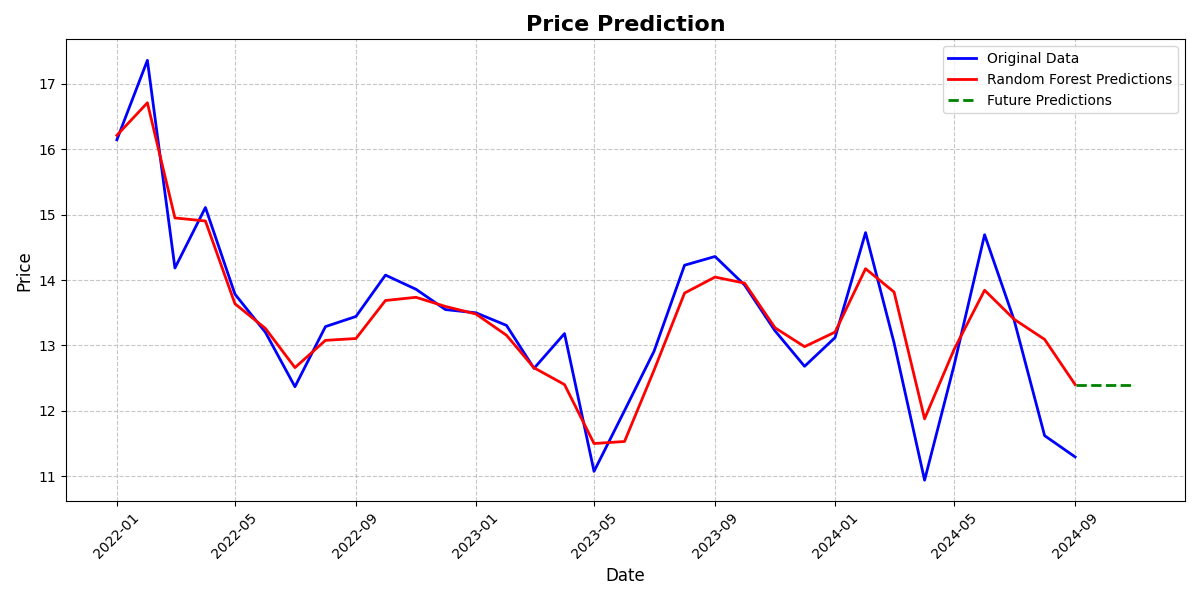 Price Prediction
Original Data
Random Forest Predictions
Future Predictions
Price
17
16
15
14
13
12
11
2022-01
2022-05
2022-09
2023-01
2023-05
2023-09
2024-01
2024-05
2024-09
Date